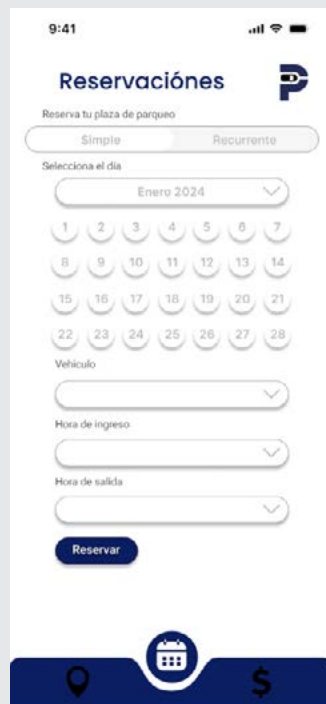 9:41
Reservaciónes
Reserva tu plaza de parqueo
Simple Recurrente
Selecciona el día
Enero 2024
1 2 3 4 5 6 7
8 9 10 11 12 13 14
15 16 17 18 19 20 21
22 23 24 25 26 27 28
Vehiculo
Hora de ingreso
Hora de salida
Reservar
$